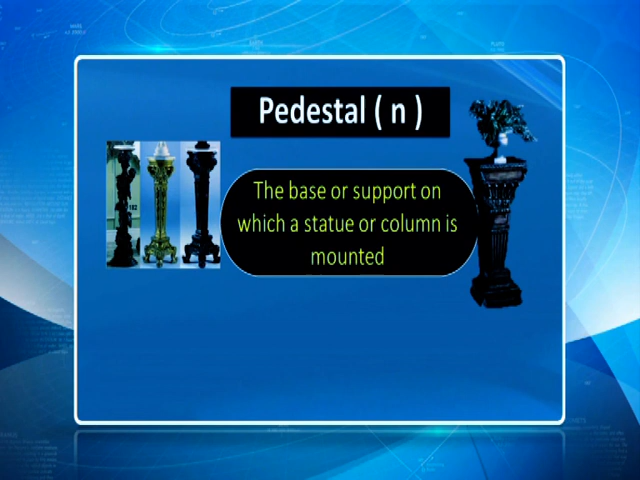 Pedestal ( n )
The base or support on
which a statue or column is
mounted